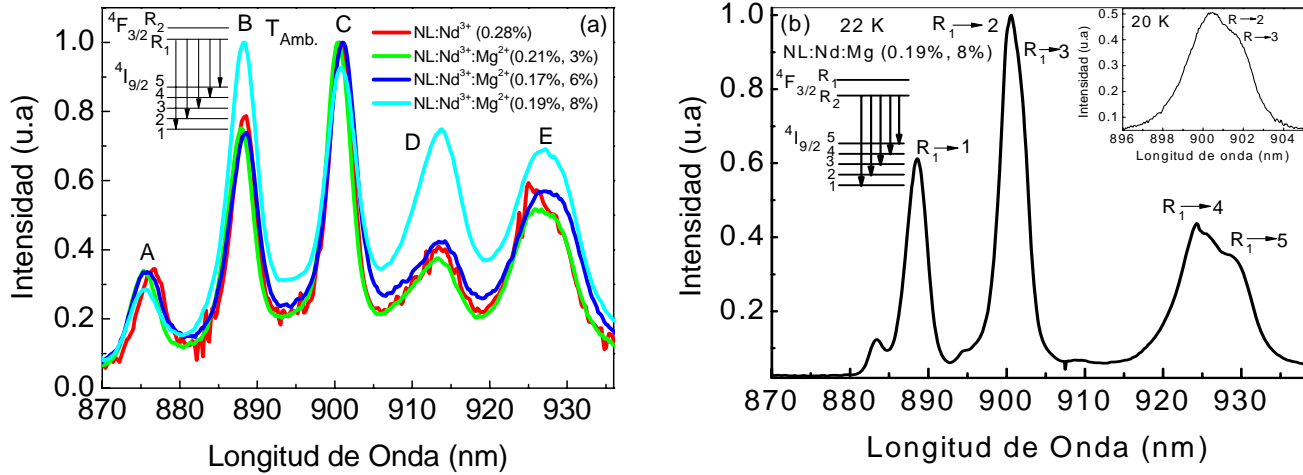 (a)
⁴F₃/₂ R₂
R₁
⁴I₉/₂
5
4
3
2
1
A
B
T_Amb.
C
D
E
NL:Nd³⁺ (0.28%)
NL:Nd³⁺:Mg²⁺(0.21%, 3%)
NL:Nd³⁺:Mg²⁺(0.17%, 6%)
NL:Nd³⁺:Mg²⁺(0.19%, 8%)
Intensidad (u.a)
1.0
0.8
0.6
0.4
0.2
0.0
870 880 890 900 910 920 930
Longitud de Onda (nm)
(b) 22 K
NL:Nd:Mg (0.19%, 8%)
⁴F₃/₂ R₁
R₂
⁴I₉/₂
5
4
3
2
1
R₁→1
R₁→2
R₁→3
R₁→4
R₁→5
Intensidad (u.a)
1.0
0.8
0.6
0.4
0.2
870 880 890 900 910 920 930
Longitud de Onda (nm)
20 K
R→2
R→3
Intensidad (u.a)
0.5
0.4
0.3
0.2
0.1
896 898 900 902 904
Longitud de onda (nm)